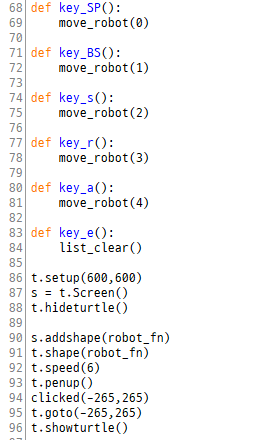 68 def key_SP():
69     move_robot(0)
70
71 def key_BS():
72     move_robot(1)
73
74 def key_s():
75     move_robot(2)
76
77 def key_r():
78     move_robot(3)
79
80 def key_a():
81     move_robot(4)
82
83 def key_e():
84     list_clear()
85
86 t.setup(600,600)
87 s = t.Screen()
88 t.hideturtle()
89
90 s.addshape(robot_fn)
91 t.shape(robot_fn)
92 t.speed(6)
93 t.penup()
94 clicked(-265,265)
95 t.goto(-265,265)
96 t.showturtle()